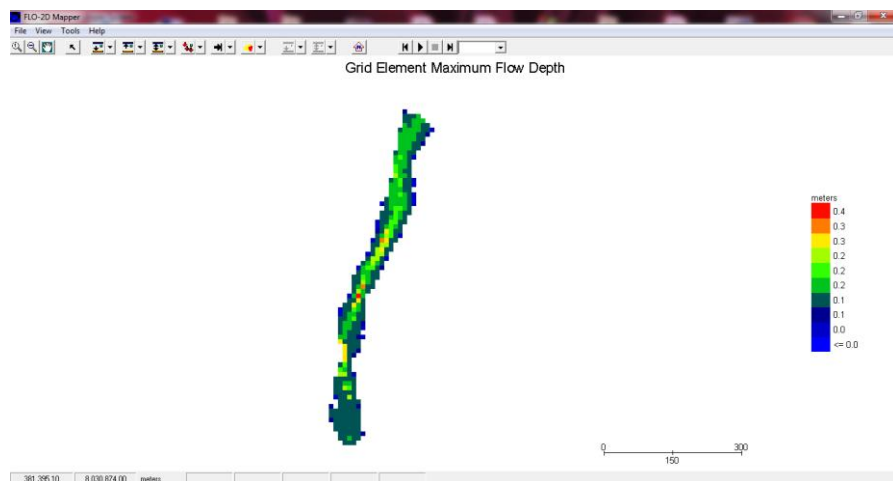 FLO-2D Mapper
File View Tools Help
Grid Element Maximum Flow Depth
meters
0.4
0.3
0.3
0.2
0.2
0.2
0.1
0.1
0.0
<= 0.0
0 300
150
381,395.10 8,030,874.00 meters